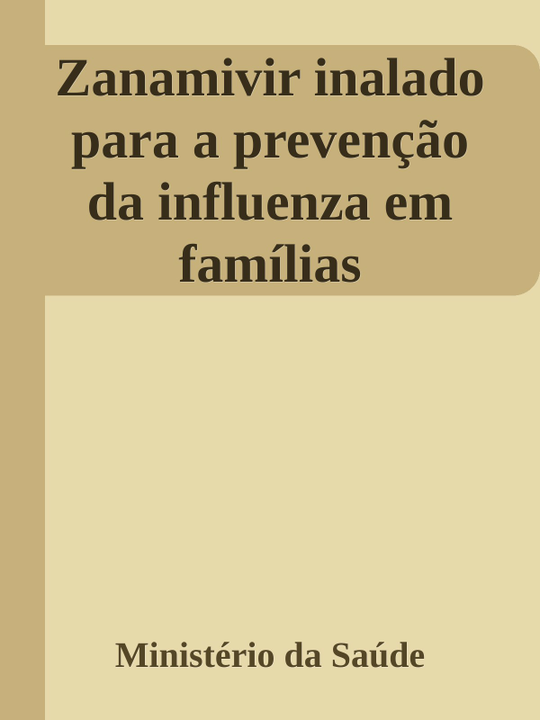 Zanamivir inalado
para a prevenção
da influenza em
famílias
Ministério da Saúde